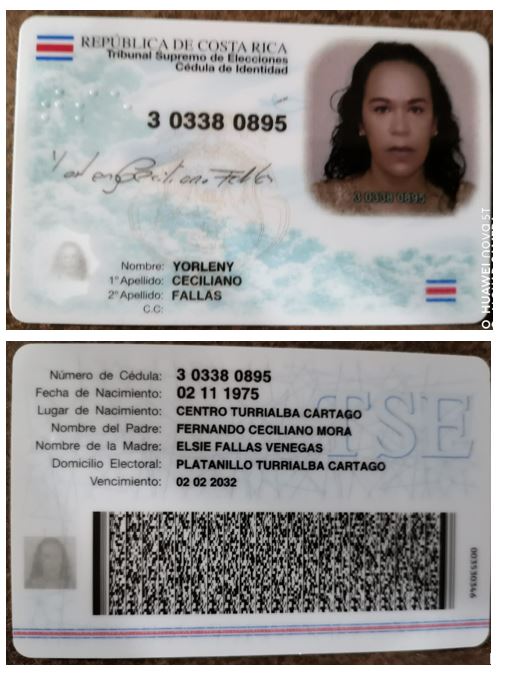 REPÚBLICA DE COSTA RICA
Tribunal Supremo de Elecciones
Cédula de Identidad
3 0338 0895
Yorleny Ceciliano Fallas
3 0338 0895
Nombre: YORLENY
1° Apellido: CECILIANO
2° Apellido: FALLAS
C.C:
HUAWEI nova 5T
TSE
Número de Cédula: 3 0338 0895
Fecha de Nacimiento: 02 11 1975
Lugar de Nacimiento: CENTRO TURRIALBA CARTAGO
Nombre del Padre: FERNANDO CECILIANO MORA
Nombre de la Madre: ELSIE FALLAS VENEGAS
Domicilio Electoral: PLATANILLO TURRIALBA CARTAGO
Vencimiento: 02 02 2032